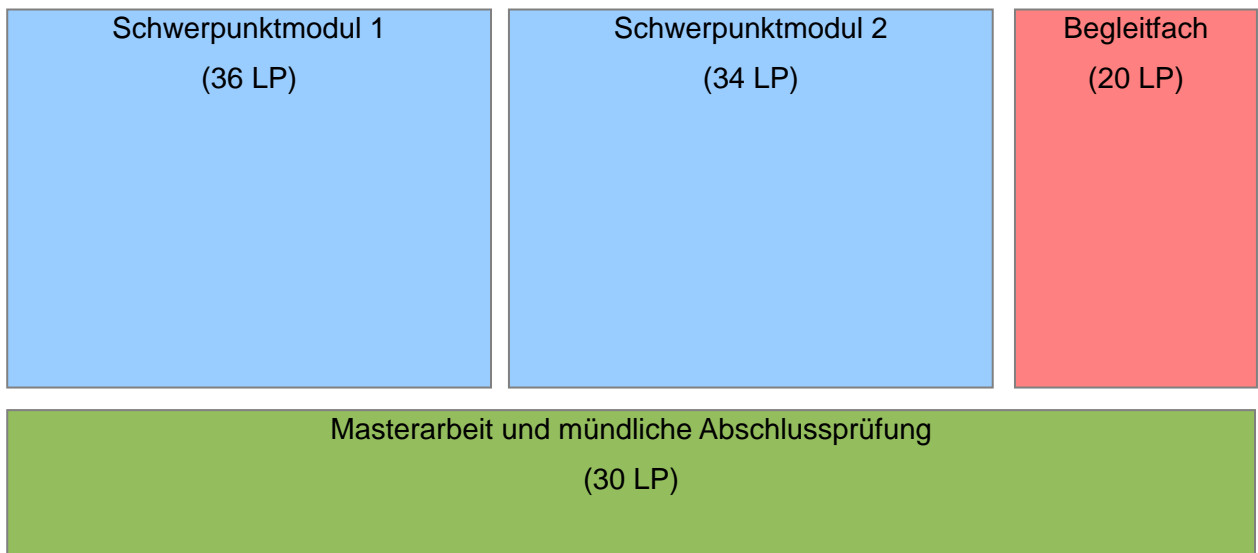 Schwerpunktmodul 1
(36 LP)
Schwerpunktmodul 2
(34 LP)
Begleitfach
(20 LP)
Masterarbeit und mündliche Abschlussprüfung
(30 LP)